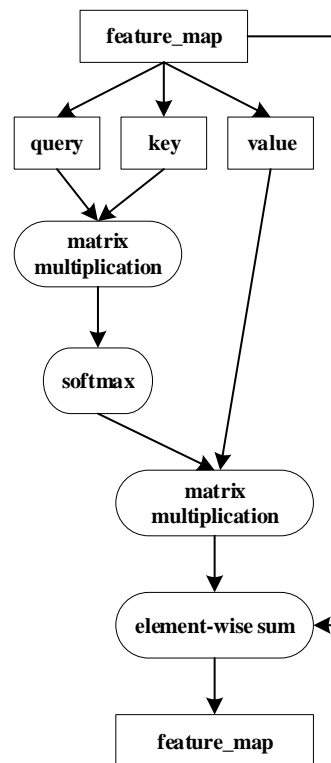 feature_map
query
key
value
matrix
multiplication
softmax
matrix
multiplication
element-wise sum
feature_map